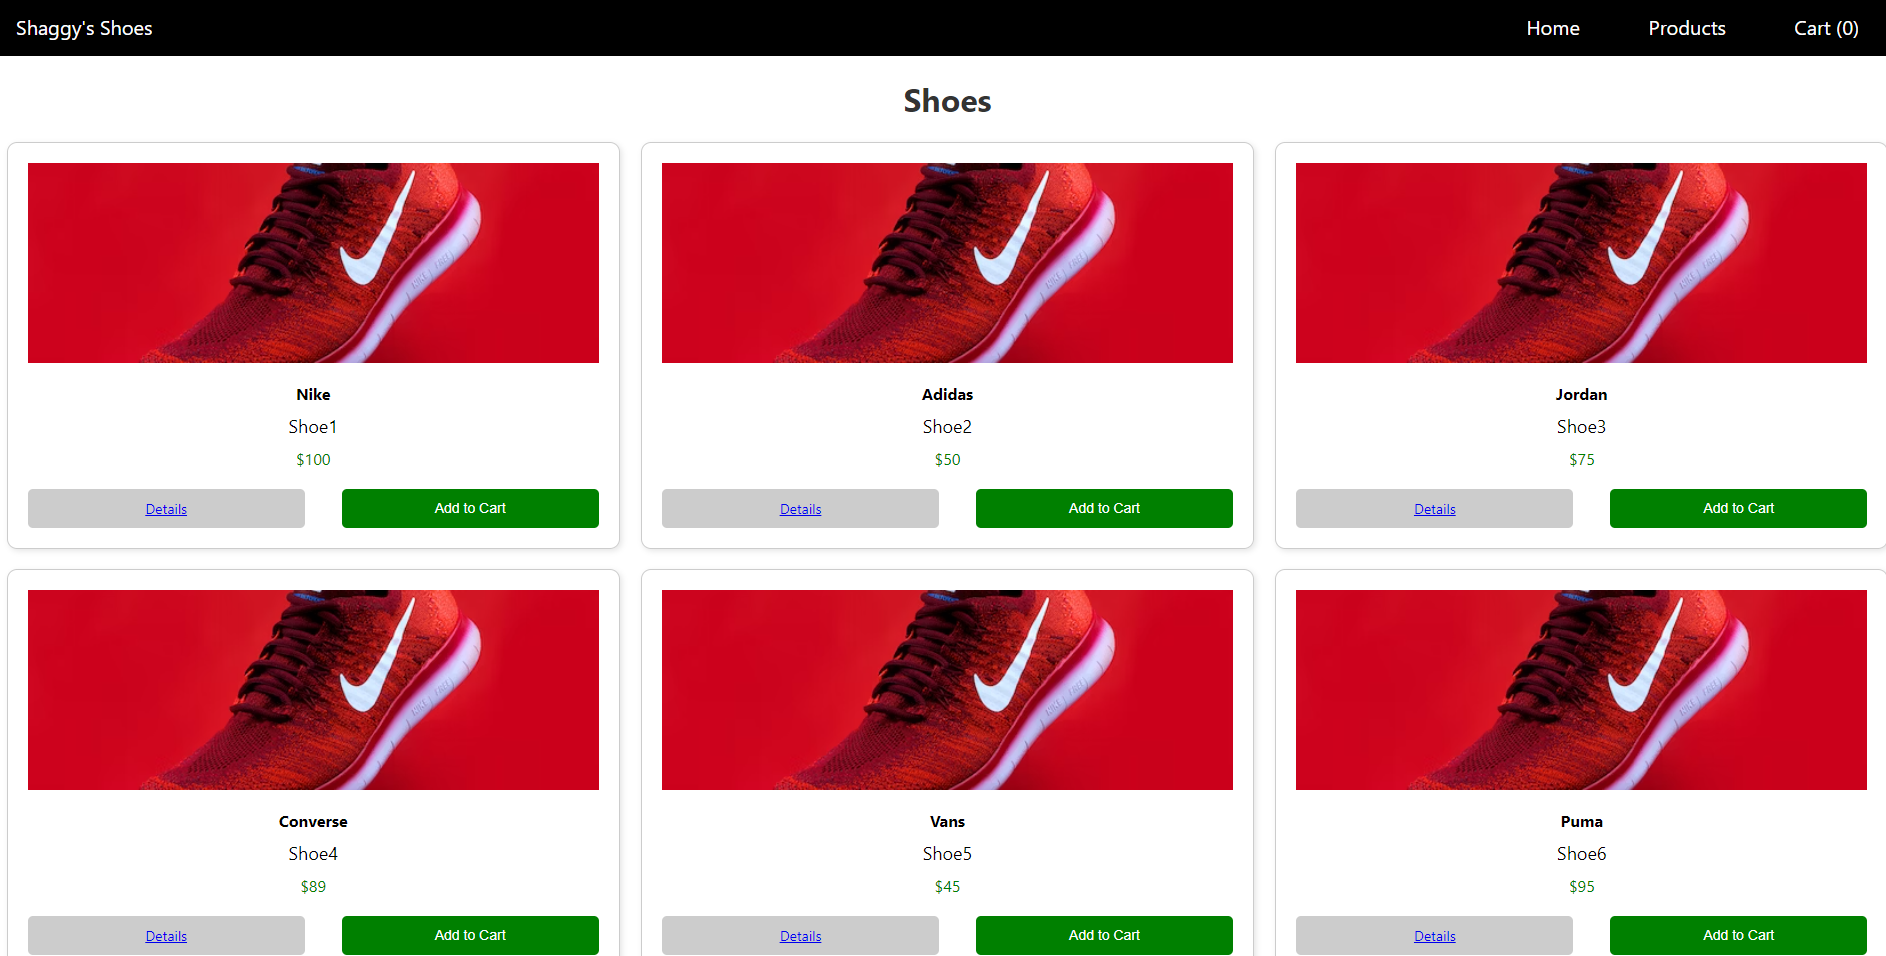 Shaggy's Shoes Home Products Cart (0)
Shoes
Nike Adidas Jordan
Shoe1 Shoe2 Shoe3
$100 $50 $75
Details Add to Cart Details Add to Cart Details Add to Cart
Converse Vans Puma
Shoe4 Shoe5 Shoe6
$89 $45 $95
Details Add to Cart Details Add to Cart Details Add to Cart